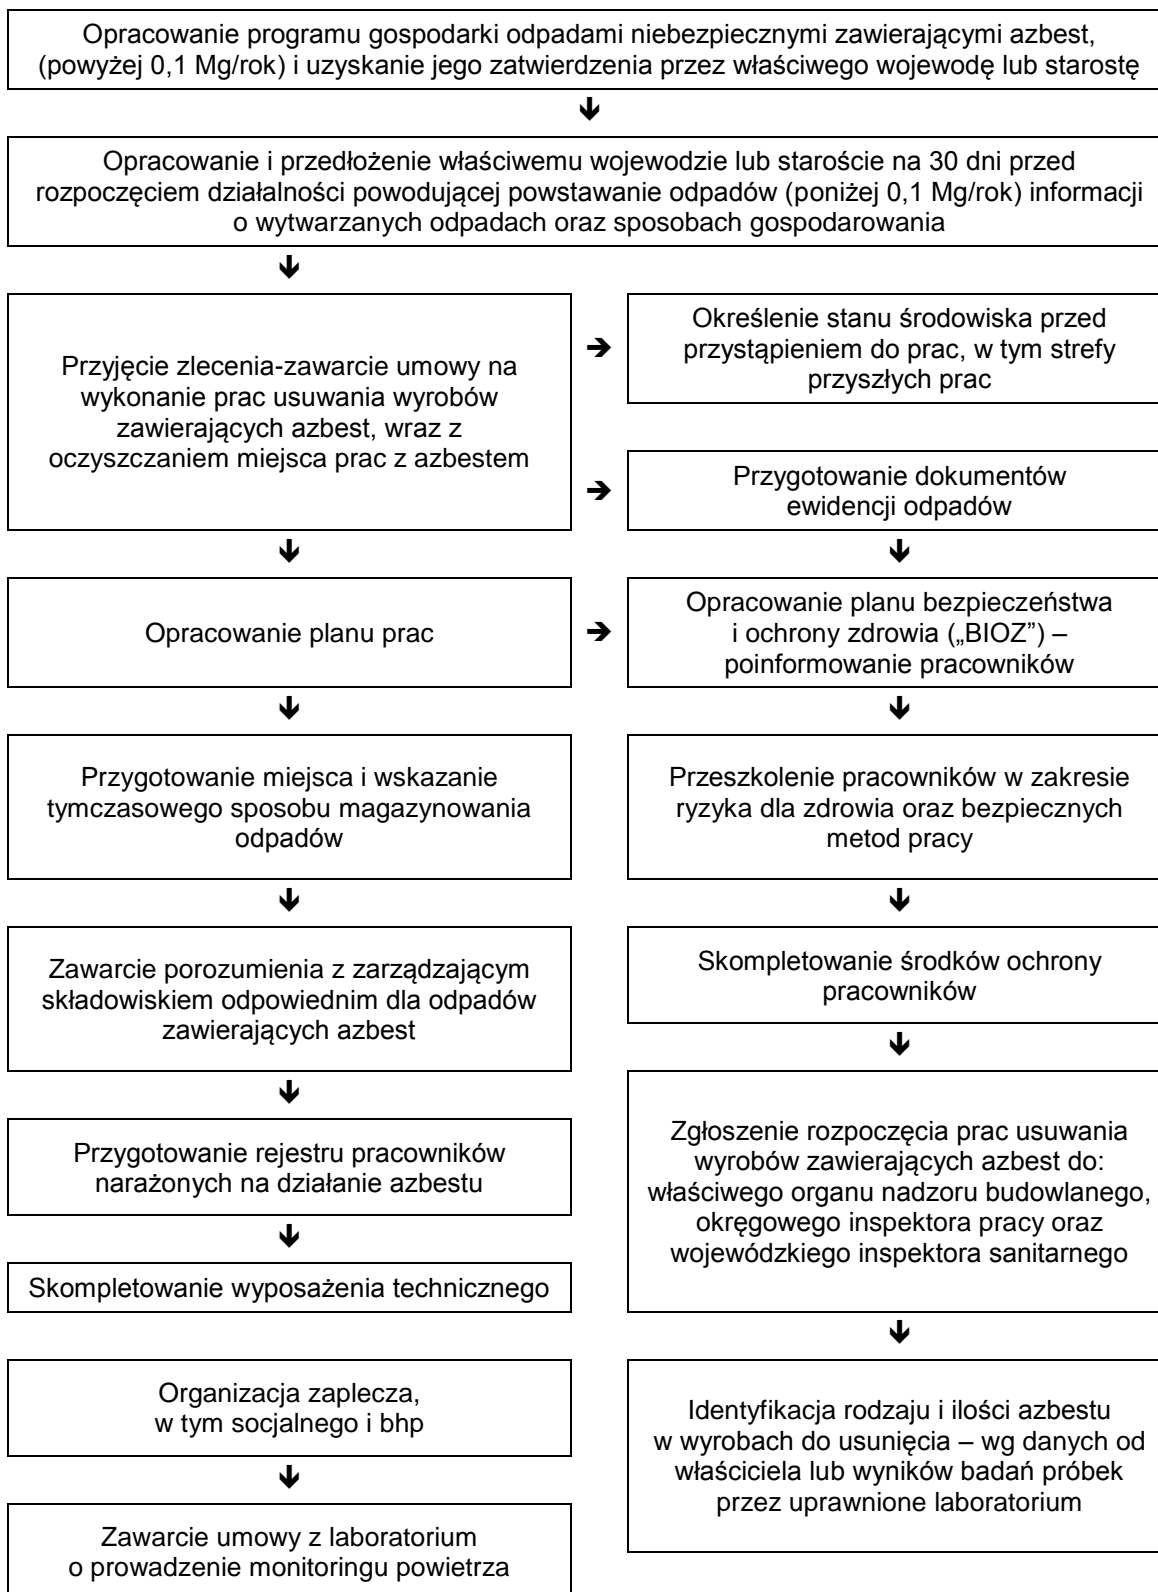 Opracowanie programu gospodarki odpadami niebezpiecznymi zawierającymi azbest,
(powyżej 0,1 Mg/rok) i uzyskanie jego zatwierdzenia przez właściwego wojewodę lub starostę
Opracowanie i przedłożenie właściwemu wojewodzie lub staroście na 30 dni przed
rozpoczęciem działalności powodującej powstawanie odpadów (poniżej 0,1 Mg/rok) informacji
o wytwarzanych odpadach oraz sposobach gospodarowania
Przyjęcie zlecenia-zawarcie umowy na
wykonanie prac usuwania wyrobów
zawierających azbest, wraz z
oczyszczaniem miejsca prac z azbestem
Określenie stanu środowiska przed
przystąpieniem do prac, w tym strefy
przyszłych prac
Przygotowanie dokumentów
ewidencji odpadów
Opracowanie planu prac
Opracowanie planu bezpieczeństwa
i ochrony zdrowia („BIOZ”) –
poinformowanie pracowników
Przygotowanie miejsca i wskazanie
tymczasowego sposobu magazynowania
odpadów
Przeszkolenie pracowników w zakresie
ryzyka dla zdrowia oraz bezpiecznych
metod pracy
Zawarcie porozumienia z zarządzającym
składowiskiem odpowiednim dla odpadów
zawierających azbest
Skompletowanie środków ochrony
pracowników
Przygotowanie rejestru pracowników
narażonych na działanie azbestu
Zgłoszenie rozpoczęcia prac usuwania
wyrobów zawierających azbest do:
właściwego organu nadzoru budowlanego,
okręgowego inspektora pracy oraz
wojewódzkiego inspektora sanitarnego
Skompletowanie wyposażenia technicznego
Organizacja zaplecza,
w tym socjalnego i bhp
Identyfikacja rodzaju i ilości azbestu
w wyrobach do usunięcia – wg danych od
właściciela lub wyników badań próbek
przez uprawnione laboratorium
Zawarcie umowy z laboratorium
o prowadzenie monitoringu powietrza